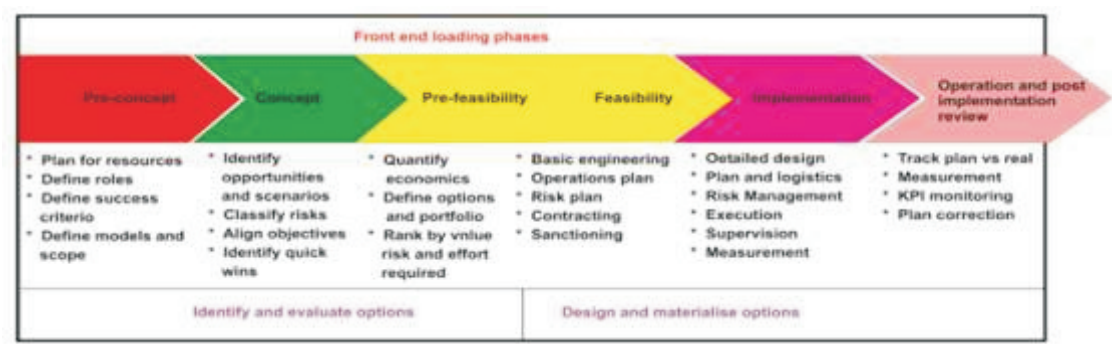 Front end loading phases
Pre-concept
Concept
Pre-feasibility
Feasibility
Implementation
Operation and post
implementation
review
* Plan for resources
* Define roles
* Define success
criterio
* Define models and
scope
* Identify
opportunities
and scenarios
* Classify risks
* Align objectives
* Identify quick
wins
* Quantify
economics
* Define options
and portfolio
* Rank by vnlue
risk and effort
required
* Basic engineering
* Operations plan
* Risk plan
* Contracting
* Sanctioning
* Oetailed design
* Plan and logistics
* Risk Management
* Execution
* Supervision
* Measurement
* Track plan vs real
* Measurement
* KPI monitoring
* Plan correction
Identify and evaluate options
Design and materialise options